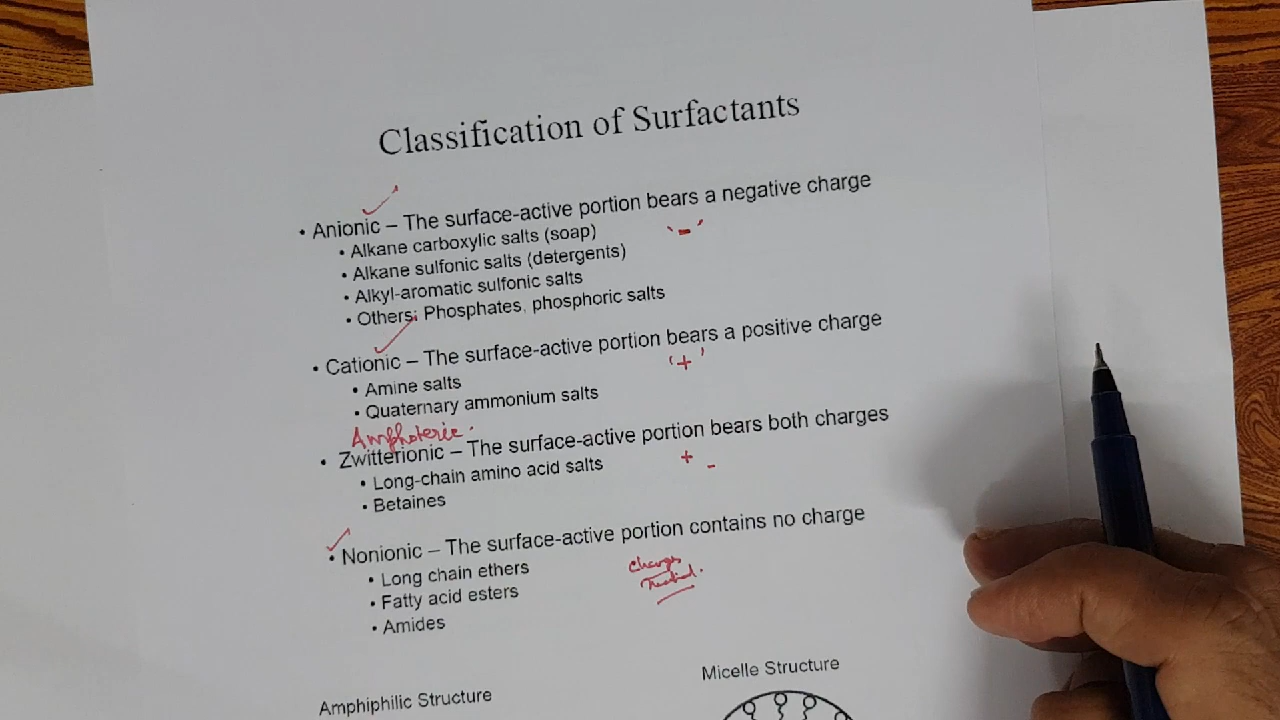 Classification of Surfactants
• Anionic – The surface-active portion bears a negative charge
• Alkane carboxylic salts (soap)
'-'
• Alkane sulfonic salts (detergents)
• Alkyl-aromatic sulfonic salts
• Others: Phosphates, phosphoric salts
• Cationic – The surface-active portion bears a positive charge
'+'
• Amine salts
• Quaternary ammonium salts
Amphoteric.
• Zwitterionic – The surface-active portion bears both charges
+ -
• Long-chain amino acid salts
• Betaines
• Nonionic – The surface-active portion contains no charge
• Long chain ethers
Charge
• Fatty acid esters
• Amides
Amphiphilic Structure
Micelle Structure